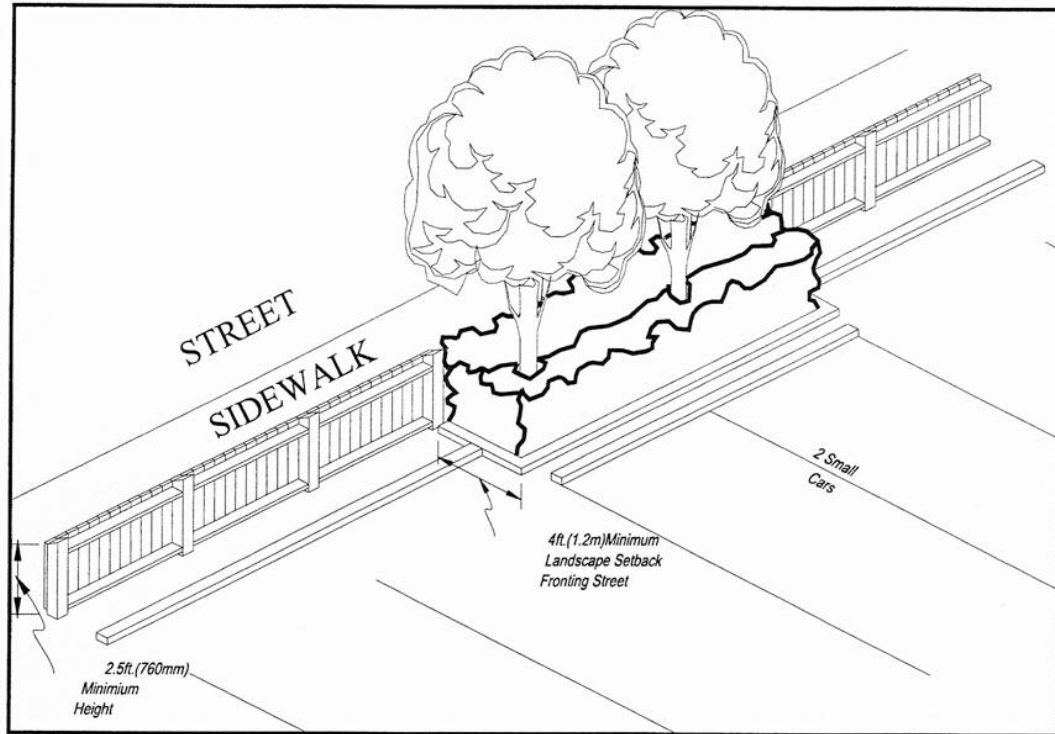 STREET
SIDEWALK
2 Small
Cars
4ft.(1.2m)Minimum
Landscape Setback
Fronting Street
2.5ft.(760mm)
Minimium
Height